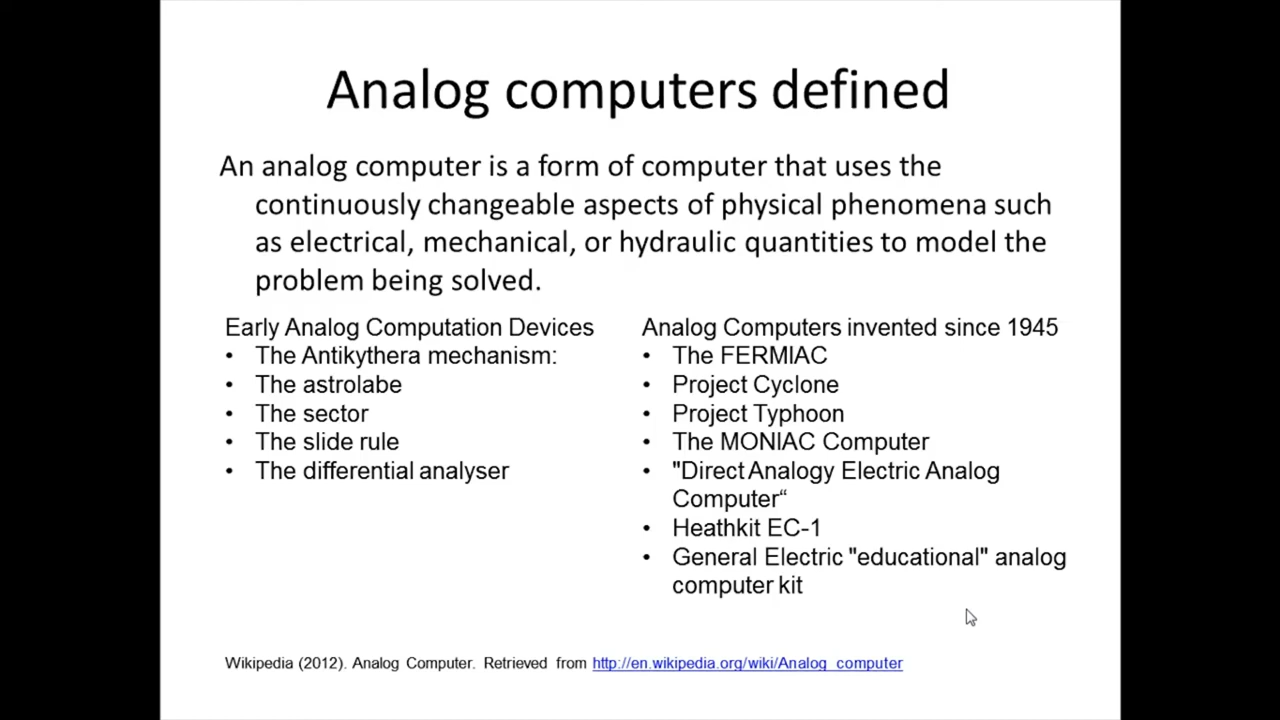 Analog computers defined
An analog computer is a form of computer that uses the
continuously changeable aspects of physical phenomena such
as electrical, mechanical, or hydraulic quantities to model the
problem being solved.
Early Analog Computation Devices
• The Antikythera mechanism:
• The astrolabe
• The sector
• The slide rule
• The differential analyser
Analog Computers invented since 1945
• The FERMIAC
• Project Cyclone
• Project Typhoon
• The MONIAC Computer
• "Direct Analogy Electric Analog
Computer“
• Heathkit EC-1
• General Electric "educational" analog
computer kit
Wikipedia (2012). Analog Computer. Retrieved from http://en.wikipedia.org/wiki/Analog_computer